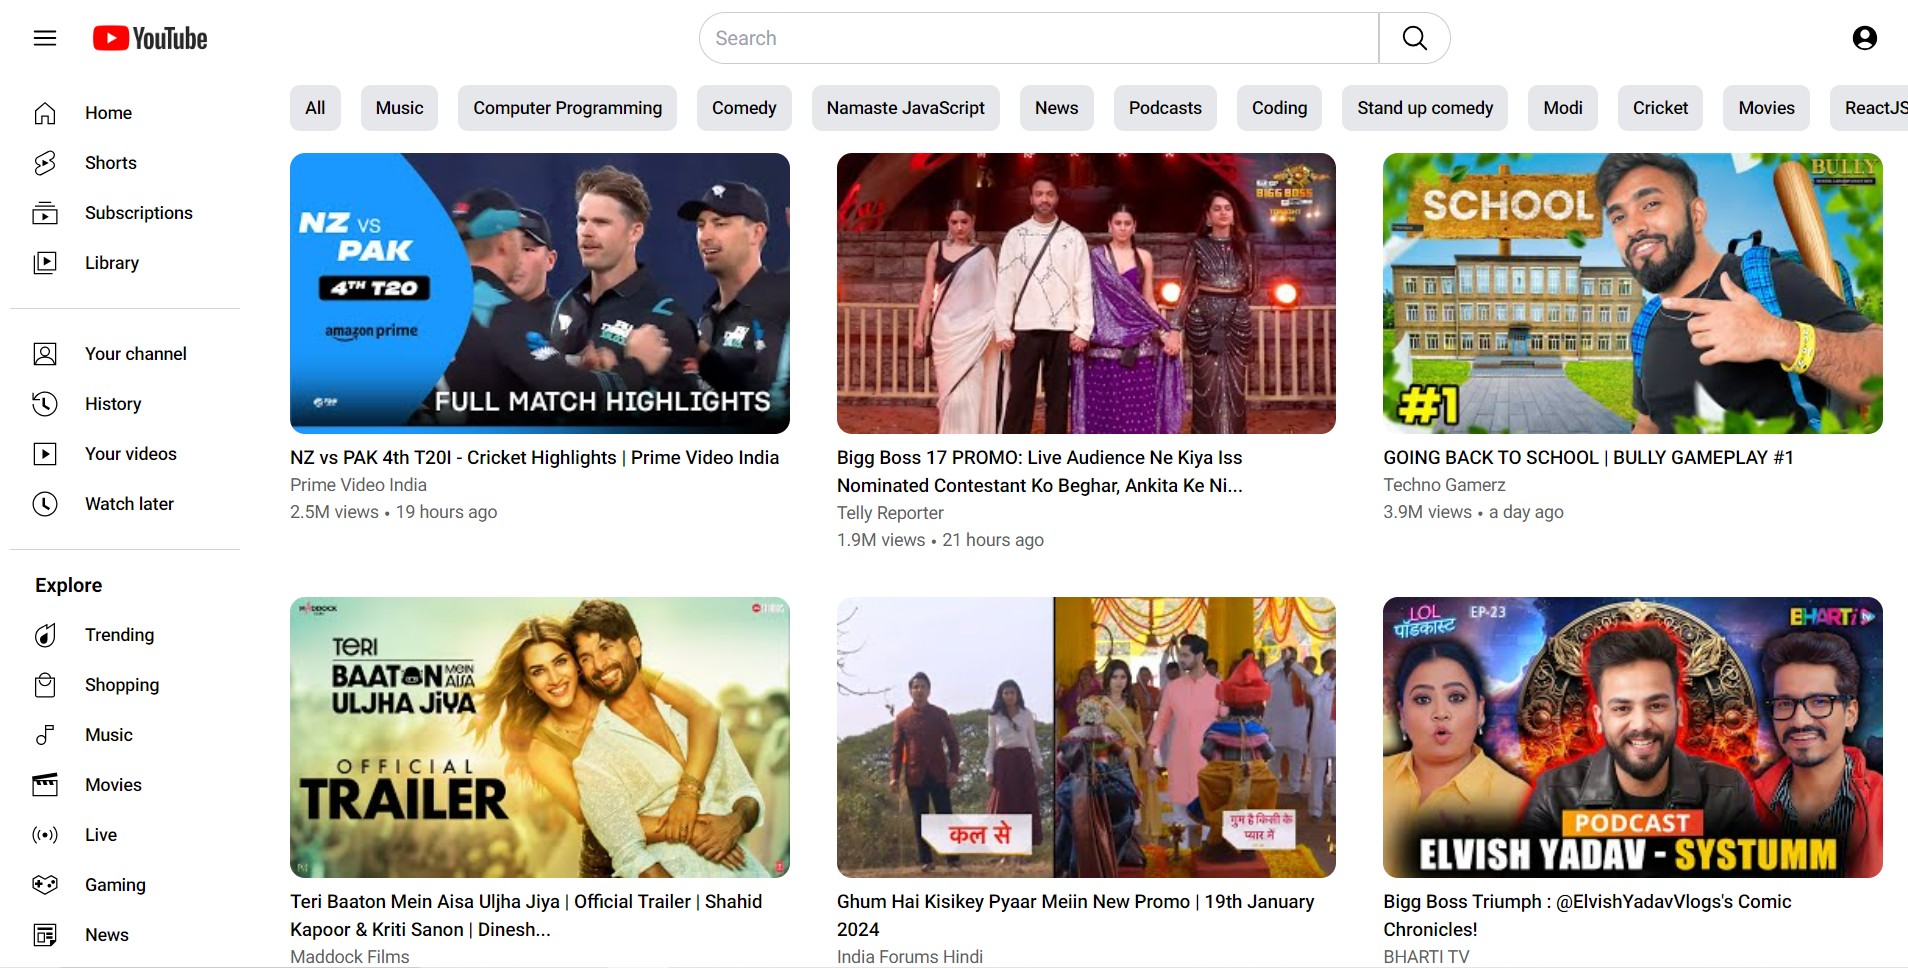 YouTube
Search
Home
Shorts
Subscriptions
Library
Your channel
History
Your videos
Watch later
Explore
Trending
Shopping
Music
Movies
Live
Gaming
News
All
Music
Computer Programming
Comedy
Namaste JavaScript
News
Podcasts
Coding
Stand up comedy
Modi
Cricket
Movies
ReactJS
NZ VS
PAK
4TH T20
amazon prime
FULL MATCH HIGHLIGHTS
NZ vs PAK 4th T20I - Cricket Highlights | Prime Video India
Prime Video India
2.5M views • 19 hours ago
BIGG BOSS
Bigg Boss 17 PROMO: Live Audience Ne Kiya Iss
Nominated Contestant Ko Beghar, Ankita Ke Ni...
Telly Reporter
1.9M views • 21 hours ago
BULLY
SCHOOL
#1
GOING BACK TO SCHOOL | BULLY GAMEPLAY #1
Techno Gamerz
3.9M views • a day ago
MADDOCK
TERI
BAATON MEIN AISA
ULJHA JIYA
OFFICIAL
TRAILER
Teri Baaton Mein Aisa Uljha Jiya | Official Trailer | Shahid
Kapoor & Kriti Sanon | Dinesh...
Maddock Films
कल से
गुम है किसी के
प्यार में
Ghum Hai Kisikey Pyaar Meiin New Promo | 19th January
2024
India Forums Hindi
LOL
पॉडकास्ट
EP-23
BHARTI tv
PODCAST
ELVISH YADAV - SYSTUMM
Bigg Boss Triumph : @ElvishYadavVlogs's Comic
Chronicles!
BHARTI TV